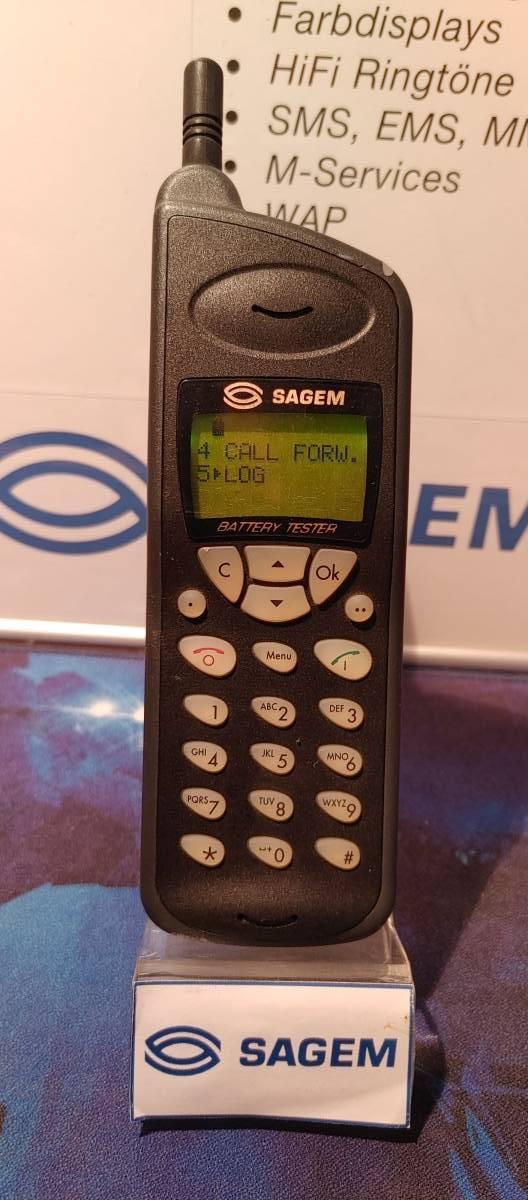 • Farbdisplays
• HiFi Ringtöne
• SMS, EMS,
• M-Services
WAP
SAGEM
4 CALL FORW.
5▸LOG
BATTERY TESTER
EM
C ▲ Ok
▼
• ••
O Menu I
1 ABC2 DEF3
GHI4 JKL5 MNO6
PQRS7 TUV8 WXYZ9
* ␣+0 #
SAGEM